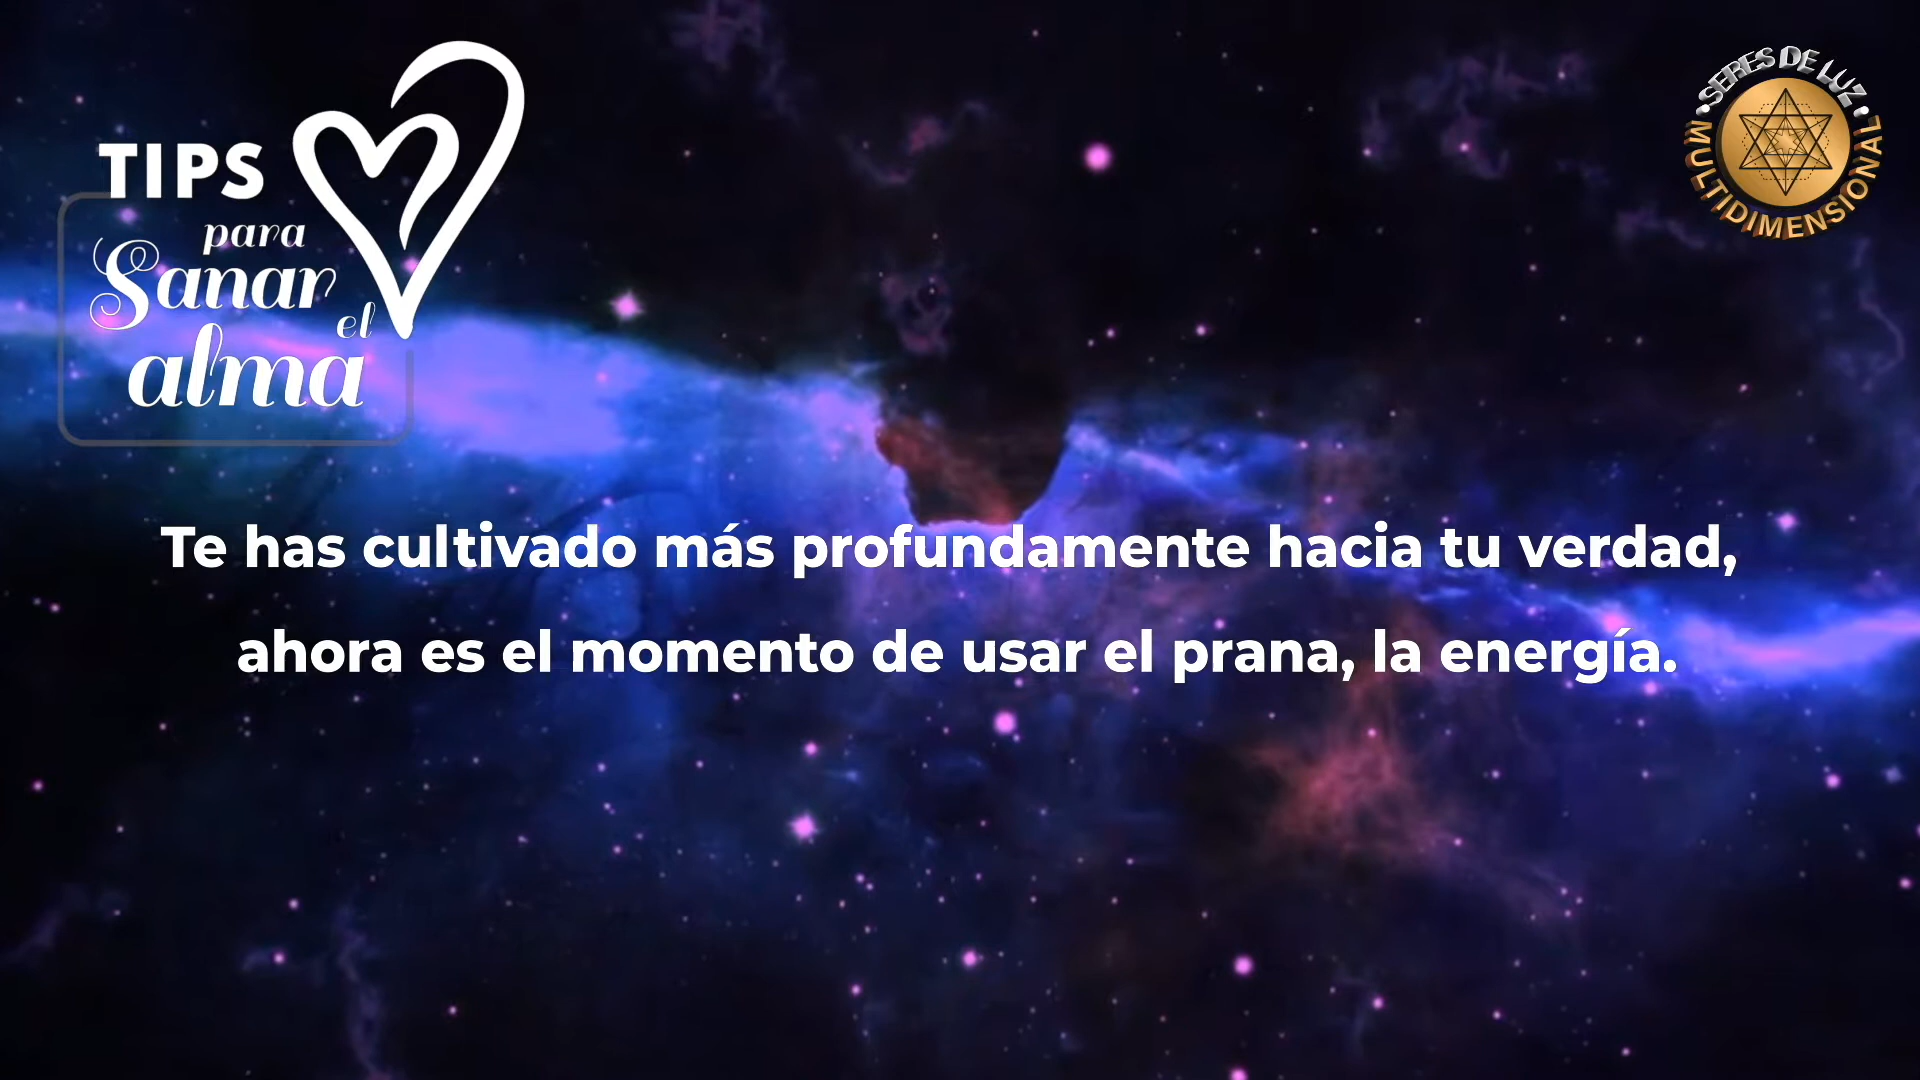 TIPS
para
Sanar
el
alma
SERES DE LUZ
MULTIDIMENSIONAL
Te has cultivado más profundamente hacia tu verdad,
ahora es el momento de usar el prana, la energía.